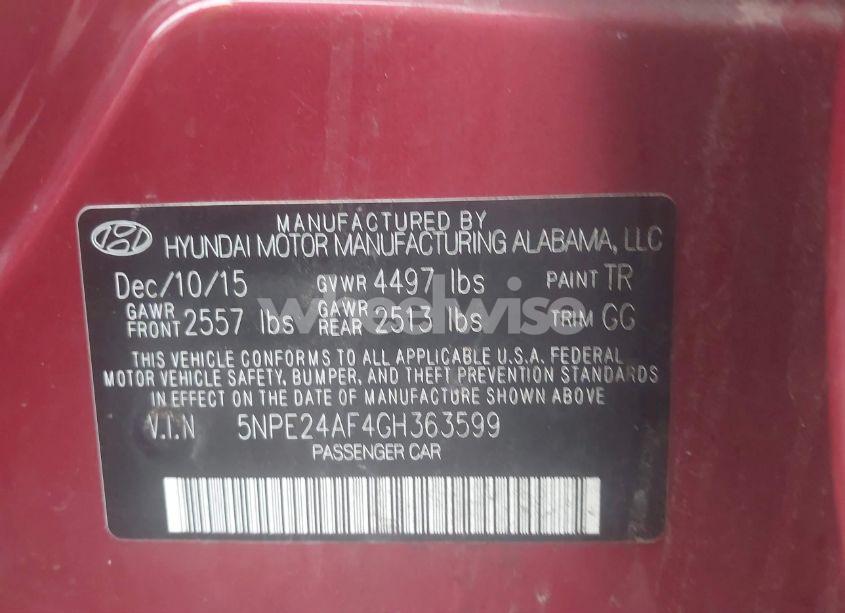 MANUFACTURED BY
HYUNDAI MOTOR MANUFACTURING ALABAMA, LLC
Dec/10/15 GVWR 4497 lbs PAINT TR
GAWR FRONT 2557 lbs GAWR REAR 2513 lbs TRIM GG
THIS VEHICLE CONFORMS TO ALL APPLICABLE U.S.A. FEDERAL
MOTOR VEHICLE SAFETY, BUMPER, AND THEFT PREVENTION STANDARDS
IN EFFECT ON THE DATE OF MANUFACTURE SHOWN ABOVE
V.I.N 5NPE24AF4GH363599
PASSENGER CAR
wheelwise